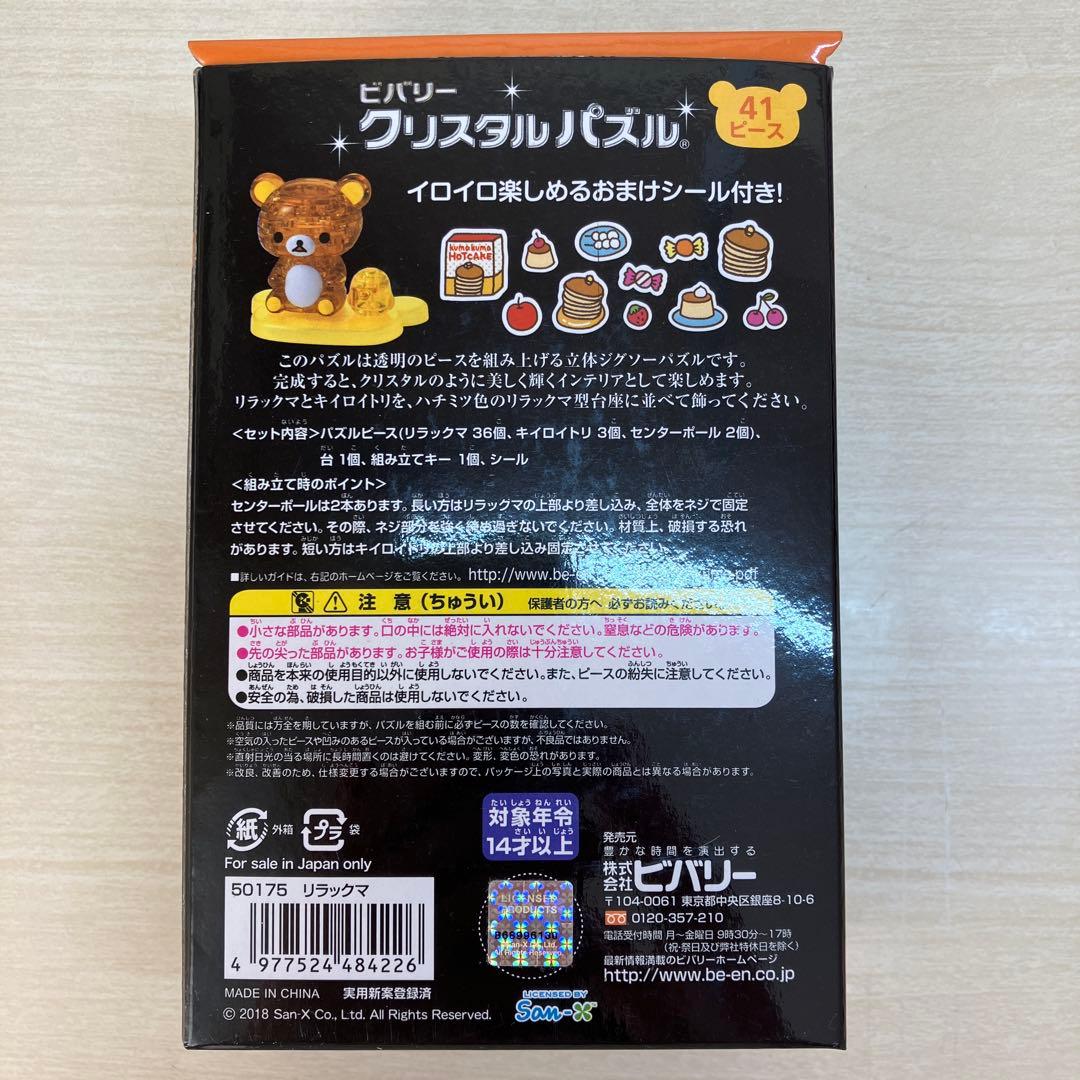 ビバリー
クリスタルパズル®
41
ピース
イロイロ楽しめるおまけシール付き!
kuma kuma
HOTCAKE
このパズルは透明のピースを組み上げる立体ジグソーパズルです。
完成すると、クリスタルのように美しく輝くインテリアとして楽しめます。
リラックマとキイロイトリを、ハチミツ色のリラックマ型台座に並べて飾ってください。
<セット内容>パズルピース(リラックマ 36個、キイロイトリ 3個、センターポール 2個)、
台 1個、組み立てキー 1個、シール
<組み立て時のポイント>
センターポールは2本あります。長い方はリラックマの上部より差し込み、全体をネジで固定
させてください。その際、ネジ部分を強く締め過ぎないでください。材質上、破損する恐れ
があります。短い方はキイロイトリの上部より差し込み固定させてください。
■詳しいガイドは、右記のホームページをご覧ください。 http://www.be-e
注 意(ちゅうい) 保護者の方へ 必ずお読みください。
●小さな部品があります。口の中には絶対に入れないでください。窒息などの危険があります。
●先の尖った部品があります。お子様がご使用の際は十分注意してください。
●商品を本来の使用目的以外に使用しないでください。また、ピースの紛失に注意してください。
●安全の為、破損した商品は使用しないでください。
※品質には万全を期していますが、パズルを組む前に必ずピースの数を確認してください。
※空気の入ったピースや凹みのあるピースが入っている場合がございますが、不良品ではありません。
※直射日光の当る場所に長時間置くのは避けてください。変形、変色の恐れがあります。
※改良、改善のため、仕様変更する場合がございますので、パッケージ上の写真と実際の商品とは異なる場合があります。
紙 外箱 プラ 袋
For sale in Japan only
たいしょうねんれい
対象年令
さいいじょう
14才以上
50175 リラックマ
4 977524 484226
MADE IN CHINA 実用新案登録済
© 2018 San-X Co., Ltd. All Rights Reserved.
LICENSED
PRODUCTS
B68996130
©San-X Co.,Ltd.
All Rights Reserved.
LICENSED BY
San-X
発売元
豊かな時間を演出する
株式会社ビバリー
〒104-0061 東京都中央区銀座8-10-6
0120-357-210
電話受付時間 月〜金曜日 9時30分〜17時
(祝・祭日及び弊社特休日を除く)
最新情報満載のビバリーホームページ
http://www.be-en.co.jp